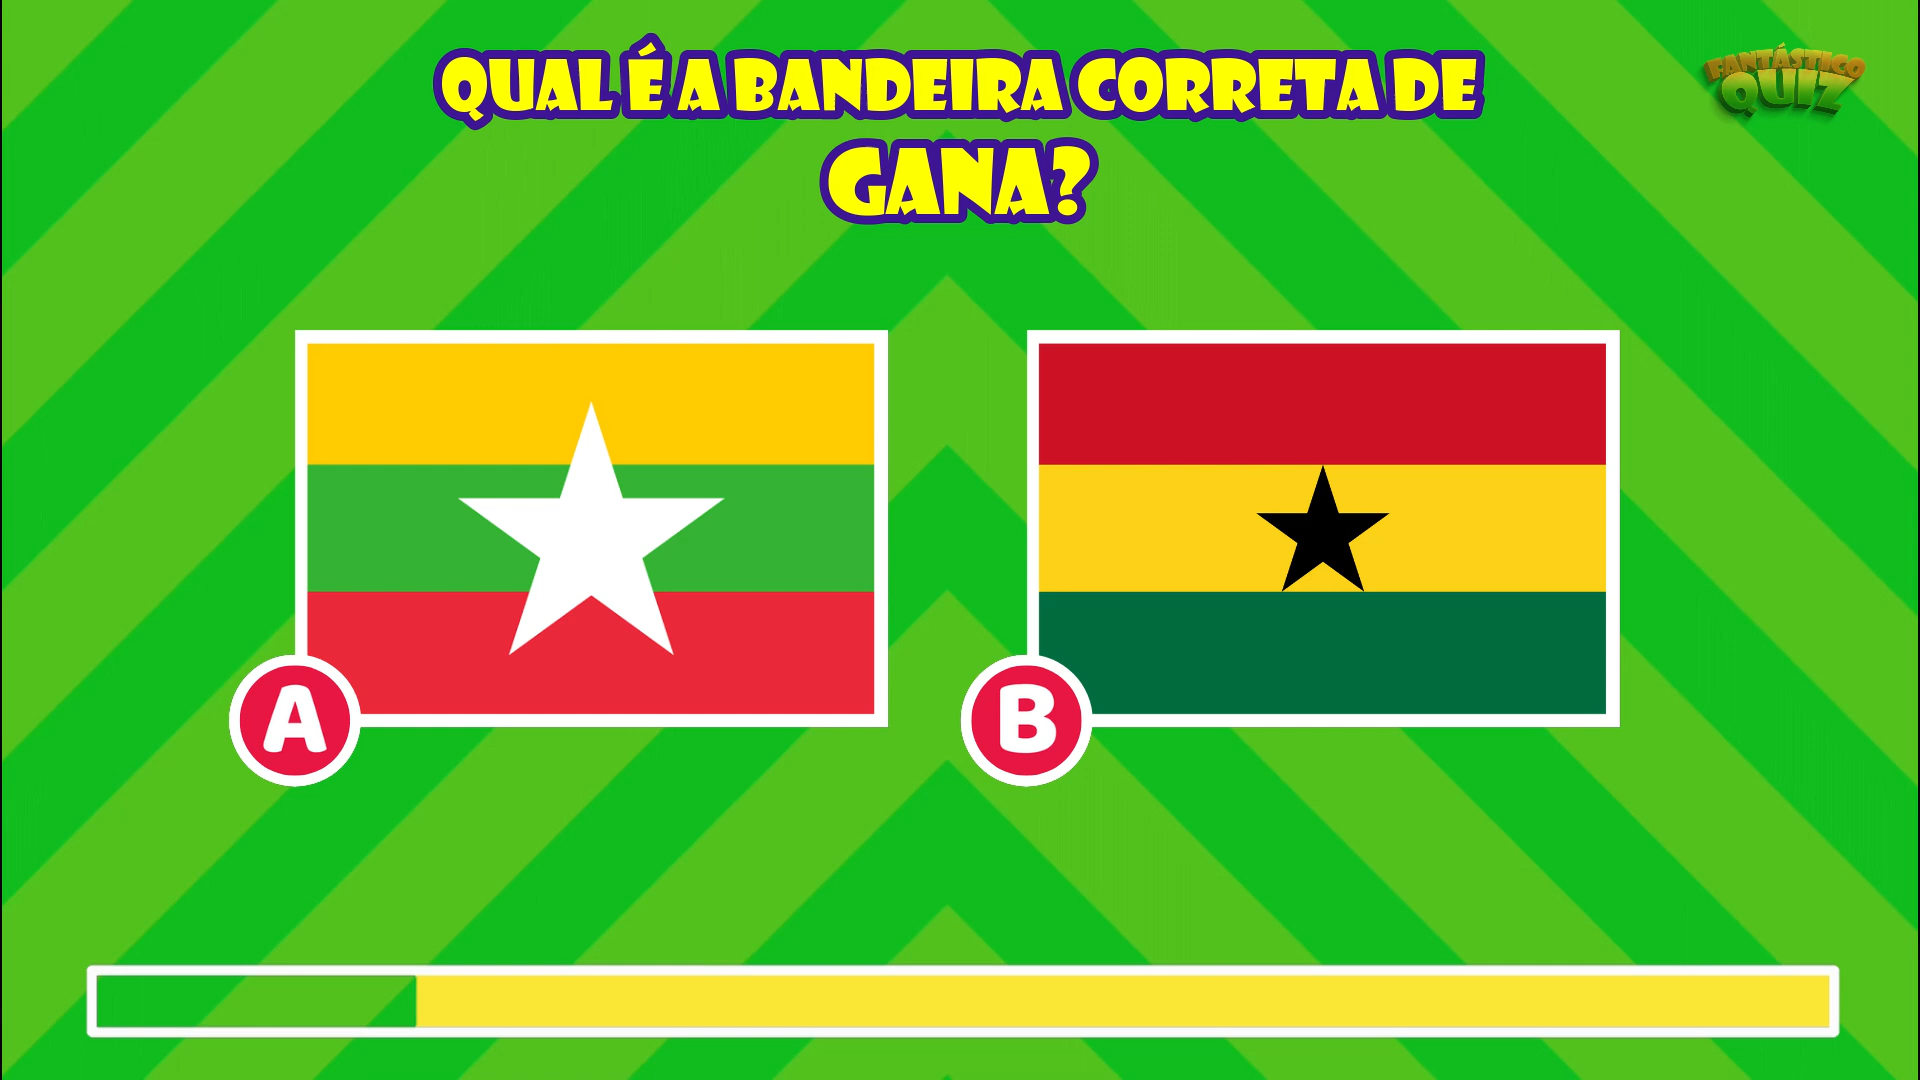 QUAL É A BANDEIRA CORRETA DE
GANA?
FANTÁSTICO
QUIZ
A
B